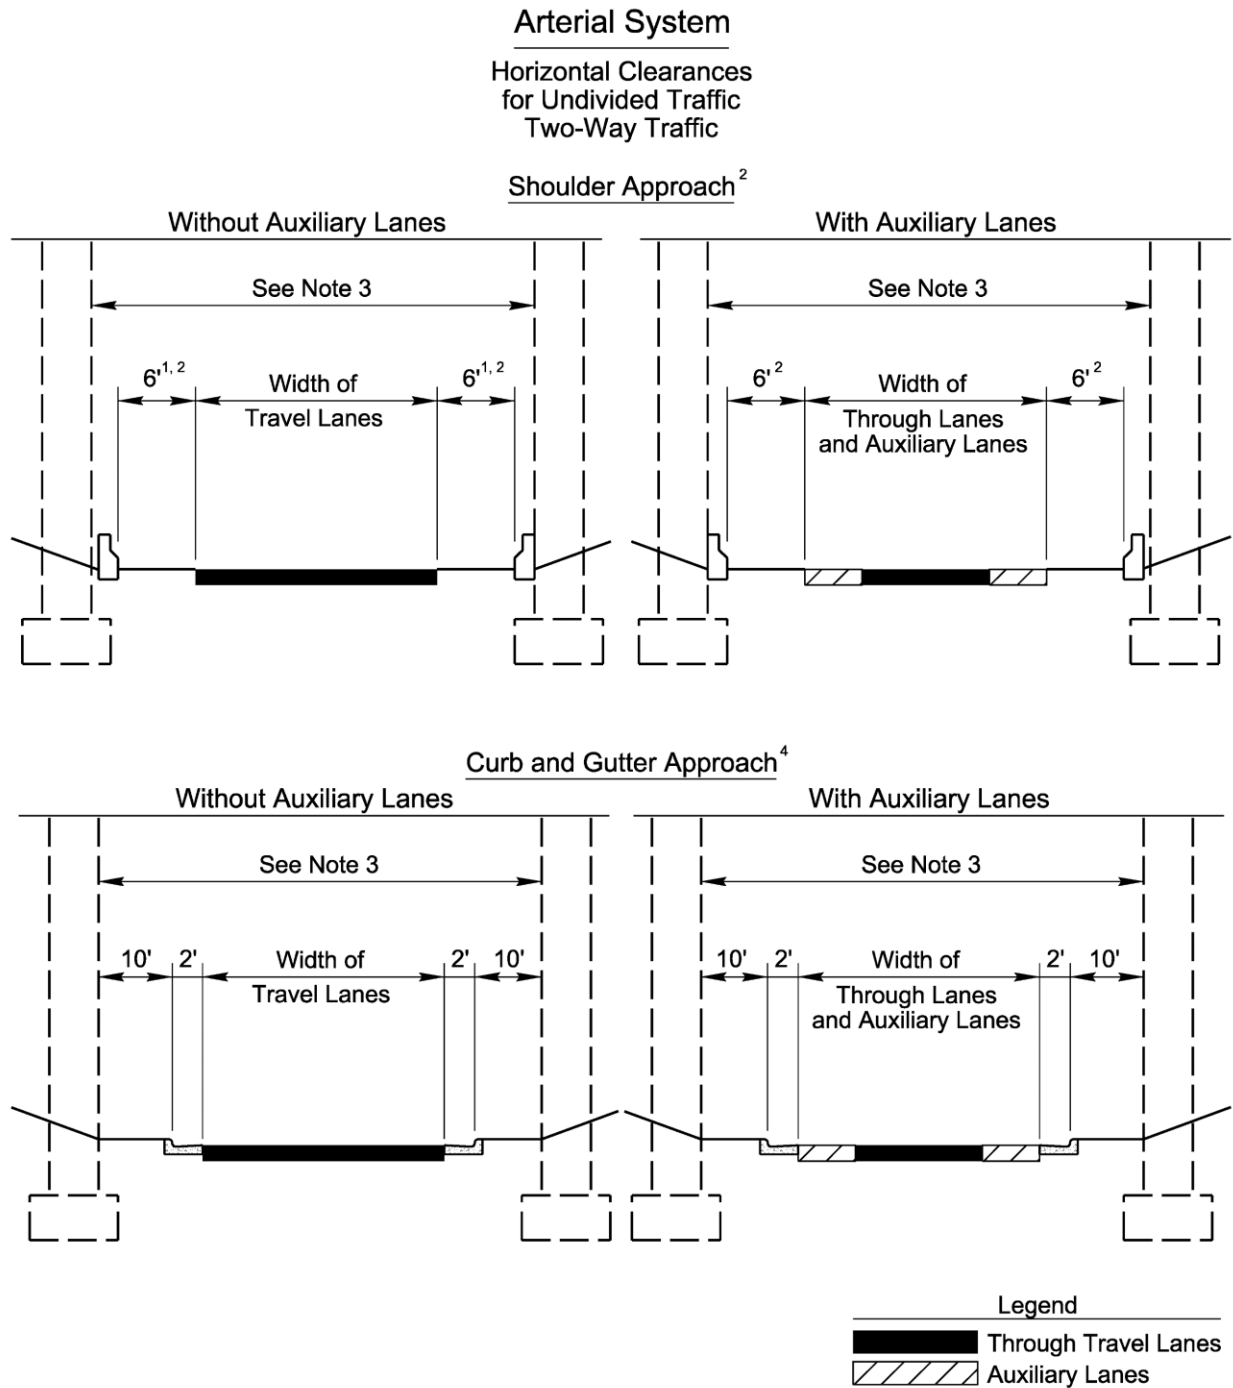 Arterial System
Horizontal Clearances
for Undivided Traffic
Two-Way Traffic
Shoulder Approach 2
Without Auxiliary Lanes
See Note 3
6' 1, 2
Width of
Travel Lanes
6' 1, 2
With Auxiliary Lanes
See Note 3
6' 2
Width of
Through Lanes
and Auxiliary Lanes
6' 2
Curb and Gutter Approach 4
Without Auxiliary Lanes
See Note 3
10'
2'
Width of
Travel Lanes
2'
10'
With Auxiliary Lanes
See Note 3
10'
2'
Width of
Through Lanes
and Auxiliary Lanes
2'
10'
Legend
Through Travel Lanes
Auxiliary Lanes